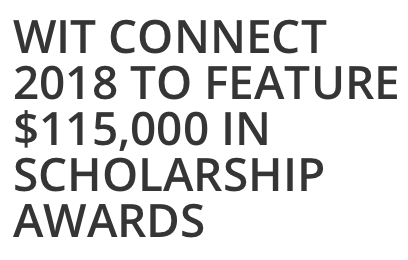 WIT CONNECT
2018 TO FEATURE
$115,000 IN
SCHOLARSHIP
AWARDS